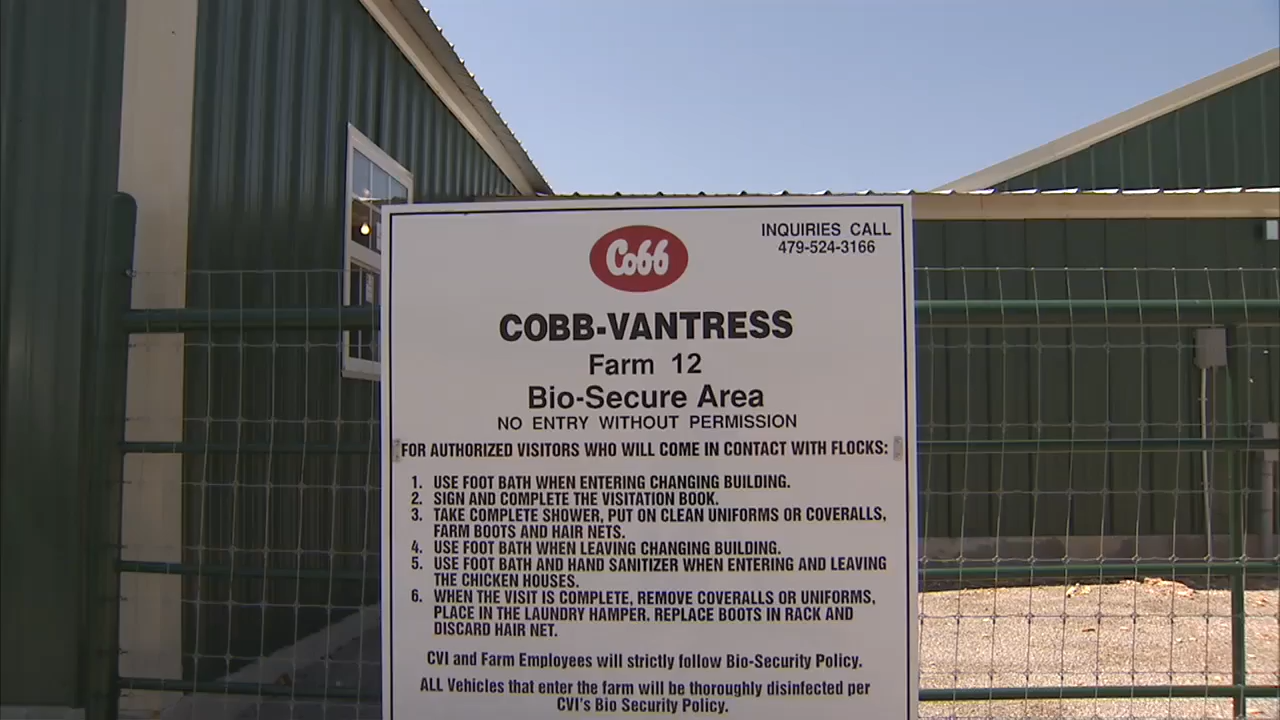 Cobb
INQUIRIES CALL
479-524-3166
COBB-VANTRESS
Farm 12
Bio-Secure Area
NO ENTRY WITHOUT PERMISSION
FOR AUTHORIZED VISITORS WHO WILL COME IN CONTACT WITH FLOCKS:
1. USE FOOT BATH WHEN ENTERING CHANGING BUILDING.
2. SIGN AND COMPLETE THE VISITATION BOOK.
3. TAKE COMPLETE SHOWER, PUT ON CLEAN UNIFORMS OR COVERALLS,
FARM BOOTS AND HAIR NETS.
4. USE FOOT BATH WHEN LEAVING CHANGING BUILDING.
5. USE FOOT BATH AND HAND SANITIZER WHEN ENTERING AND LEAVING
THE CHICKEN HOUSES.
6. WHEN THE VISIT IS COMPLETE, REMOVE COVERALLS OR UNIFORMS,
PLACE IN THE LAUNDRY HAMPER. REPLACE BOOTS IN RACK AND
DISCARD HAIR NET.
CVI and Farm Employees will strictly follow Bio-Security Policy.
ALL Vehicles that enter the farm will be thoroughly disinfected per
CVI's Bio Security Policy.